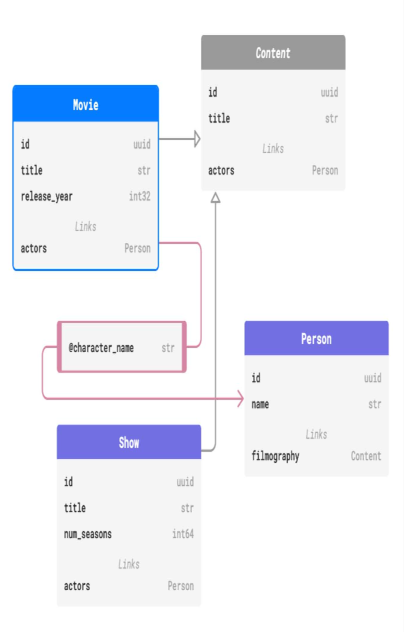 Content
id uuid
title str
Links
actors Person
Movie
id uuid
title str
release_year int32
Links
actors Person
@character_name str
Person
id uuid
name str
Links
filmography Content
Show
id uuid
title str
num_seasons int64
Links
actors Person